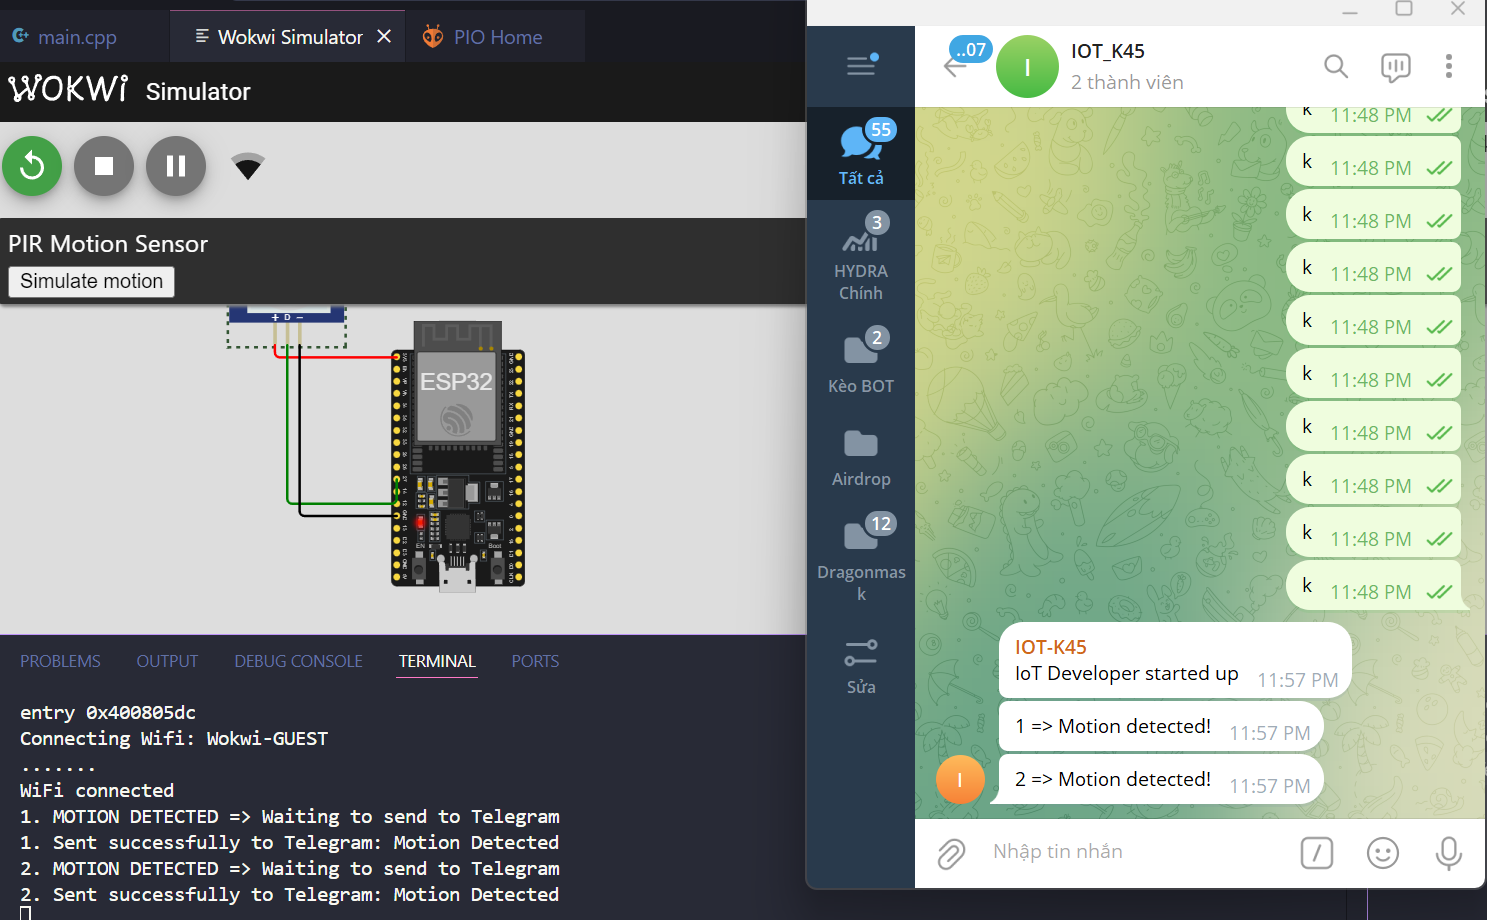 main.cpp
Wokwi Simulator
PIO Home
WOKWI Simulator
PIR Motion Sensor
Simulate motion
+ D −
ESP32
EN
Boot
PROBLEMS
OUTPUT
DEBUG CONSOLE
TERMINAL
PORTS
entry 0x400805dc
Connecting Wifi: Wokwi-GUEST
.......
WiFi connected
1. MOTION DETECTED => Waiting to send to Telegram
1. Sent successfully to Telegram: Motion Detected
2. MOTION DETECTED => Waiting to send to Telegram
2. Sent successfully to Telegram: Motion Detected
55
Tất cả
3
HYDRA
Chính
2
Kèo BOT
Airdrop
12
Dragonmas
k
Sửa
..07
I
IOT_K45
2 thành viên
k 11:48 PM
k 11:48 PM
k 11:48 PM
k 11:48 PM
k 11:48 PM
k 11:48 PM
k 11:48 PM
k 11:48 PM
k 11:48 PM
k 11:48 PM
IOT-K45
IoT Developer started up 11:57 PM
1 => Motion detected! 11:57 PM
I
2 => Motion detected! 11:57 PM
Nhập tin nhắn